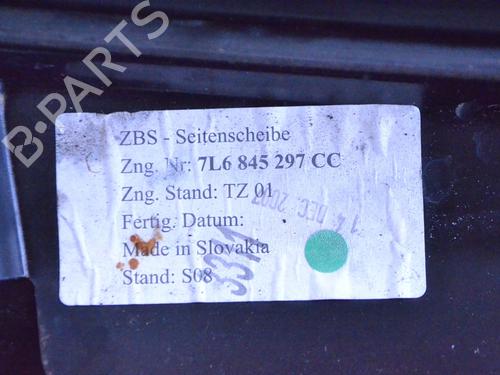 B-PARTS
ZBS - Seitenscheibe
Zng. Nr: 7L6 845 297 CC
Zng. Stand: TZ 01
Fertig. Datum:
14 DEC. 2007
Made in Slovakia
Stand: S08